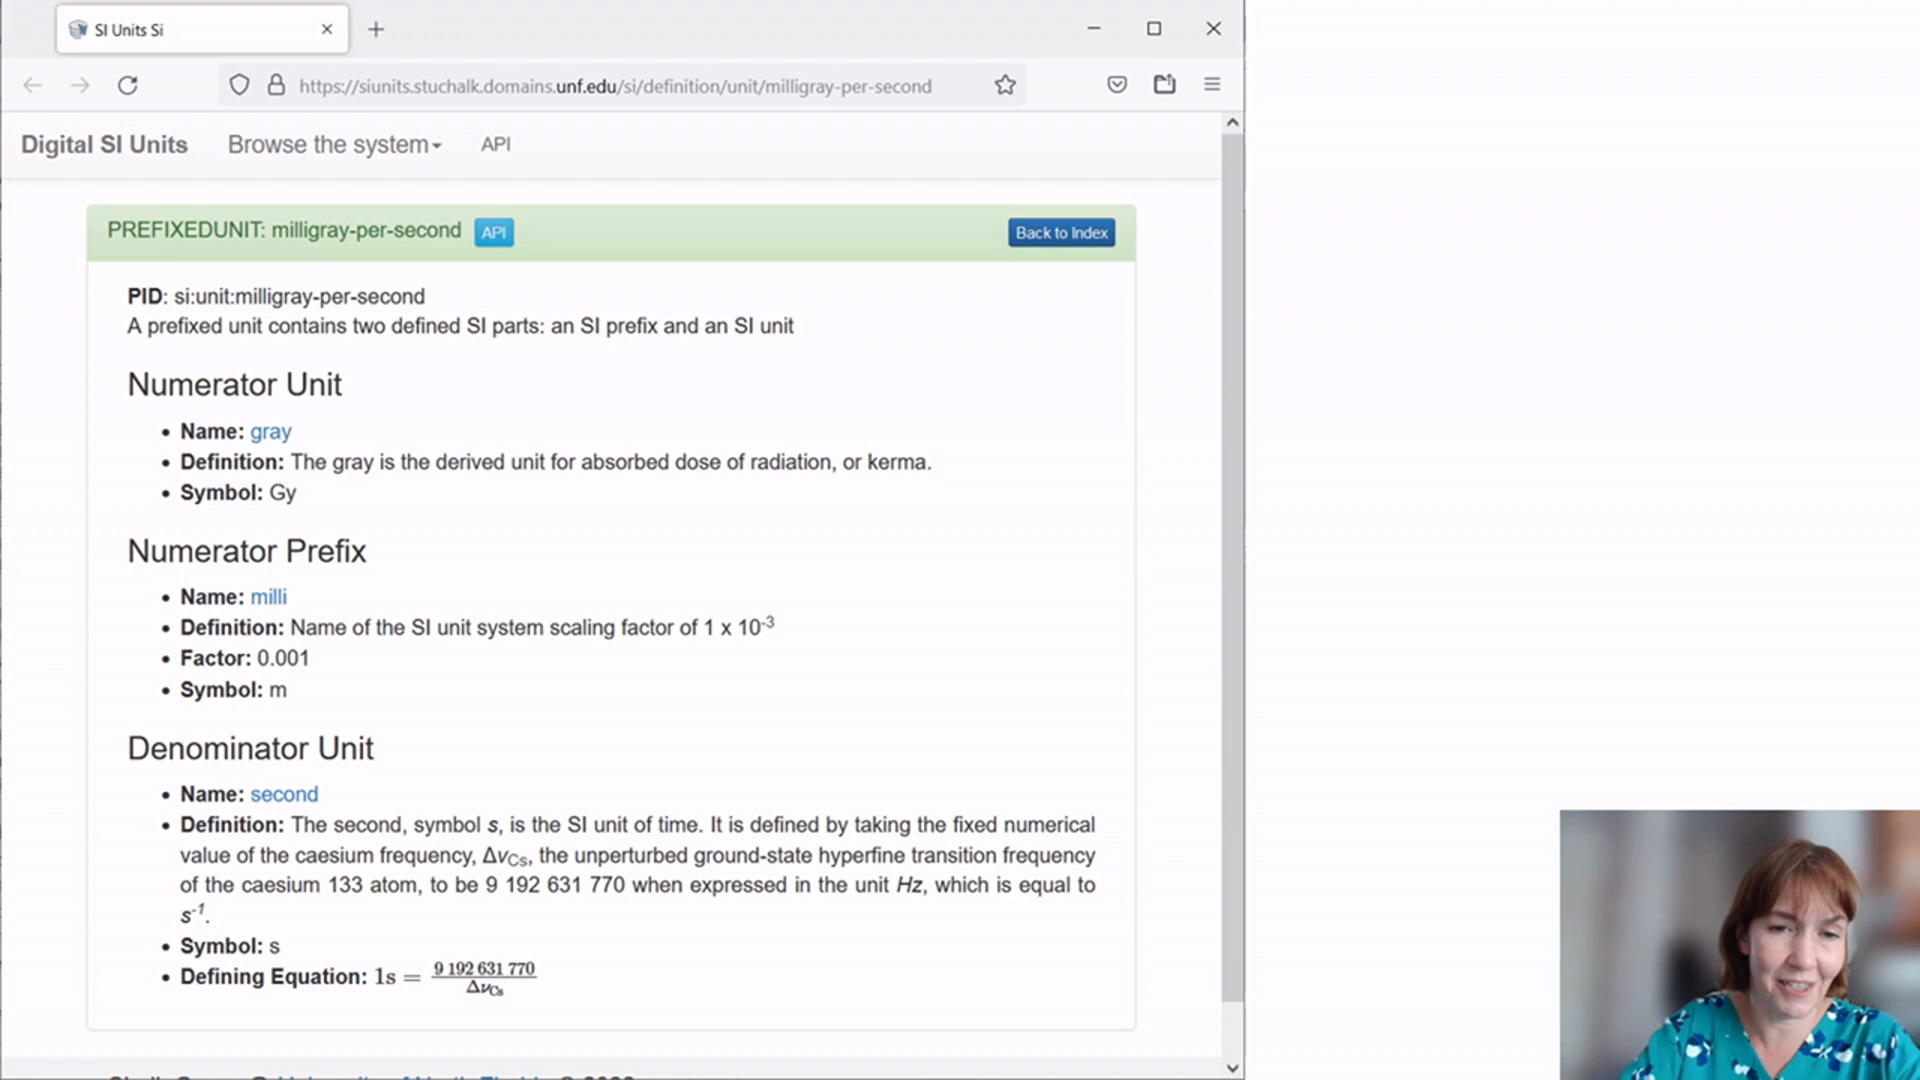 SI Units Si
https://siunits.stuchalk.domains.unf.edu/si/definition/unit/milligray-per-second
Digital SI Units Browse the system API
PREFIXEDUNIT: milligray-per-second API Back to Index
PID: si:unit:milligray-per-second
A prefixed unit contains two defined SI parts: an SI prefix and an SI unit
Numerator Unit
• Name: gray
• Definition: The gray is the derived unit for absorbed dose of radiation, or kerma.
• Symbol: Gy
Numerator Prefix
• Name: milli
• Definition: Name of the SI unit system scaling factor of 1 x 10⁻³
• Factor: 0.001
• Symbol: m
Denominator Unit
• Name: second
• Definition: The second, symbol s, is the SI unit of time. It is defined by taking the fixed numerical
value of the caesium frequency, ΔνCs, the unperturbed ground-state hyperfine transition frequency
of the caesium 133 atom, to be 9 192 631 770 when expressed in the unit Hz, which is equal to
s⁻¹.
• Symbol: s
• Defining Equation: 1s = 9 192 631 770 / ΔνCs